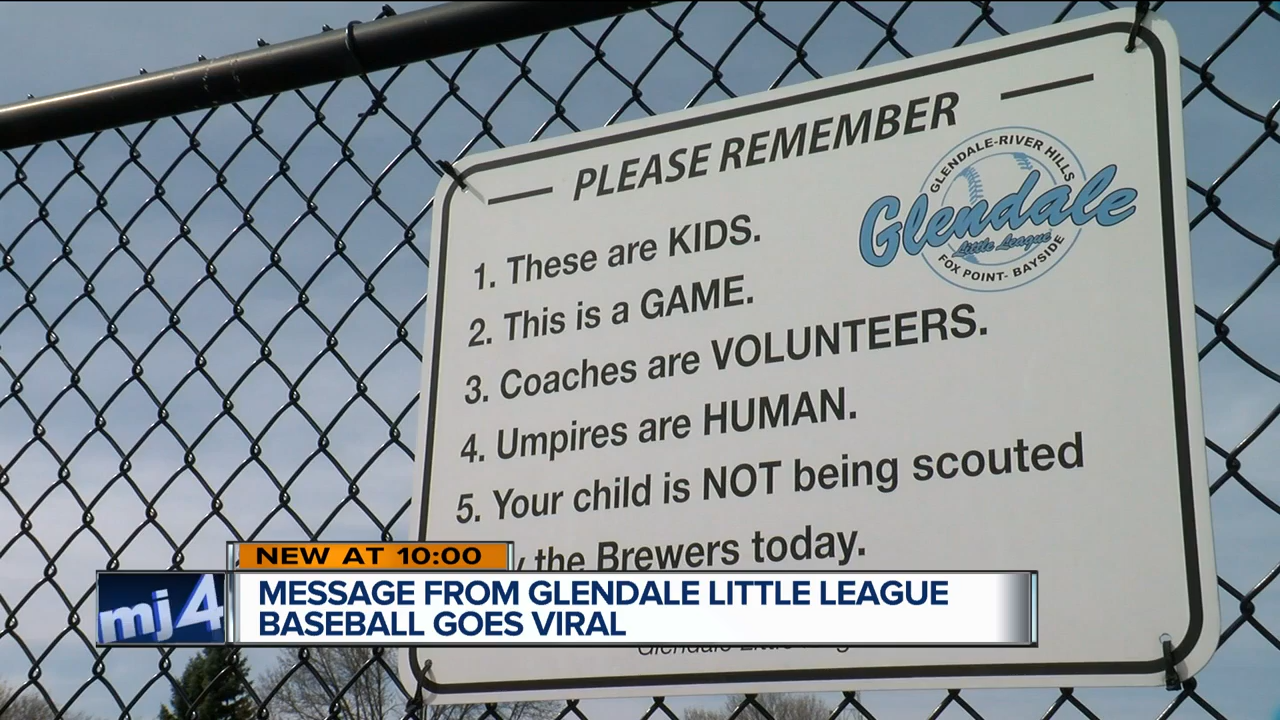 PLEASE REMEMBER
GLENDALE-RIVER HILLS
Glendale
Little League
FOX POINT- BAYSIDE
1. These are KIDS.
2. This is a GAME.
3. Coaches are VOLUNTEERS.
4. Umpires are HUMAN.
5. Your child is NOT being scouted
the Brewers today.
NEW AT 10:00
mj4
MESSAGE FROM GLENDALE LITTLE LEAGUE
BASEBALL GOES VIRAL
Glendale